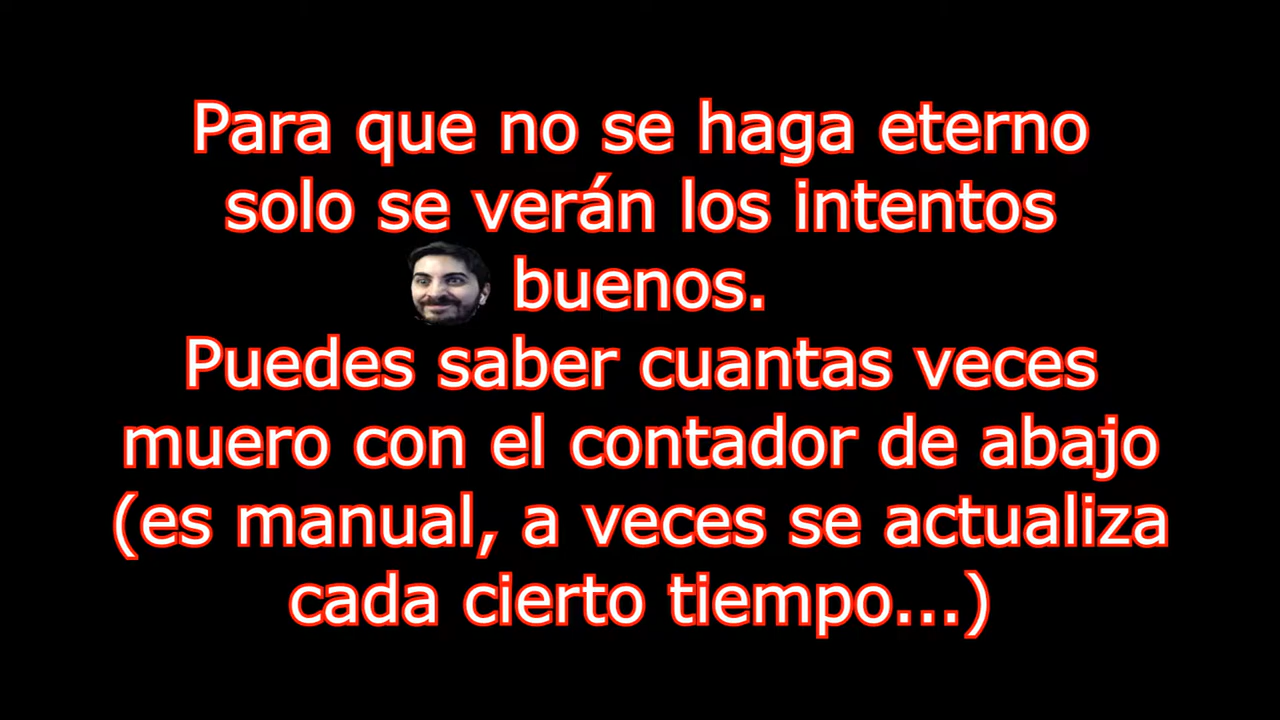 Para que no se haga eterno
solo se verán los intentos
buenos.
Puedes saber cuantas veces
muero con el contador de abajo
(es manual, a veces se actualiza
cada cierto tiempo...)